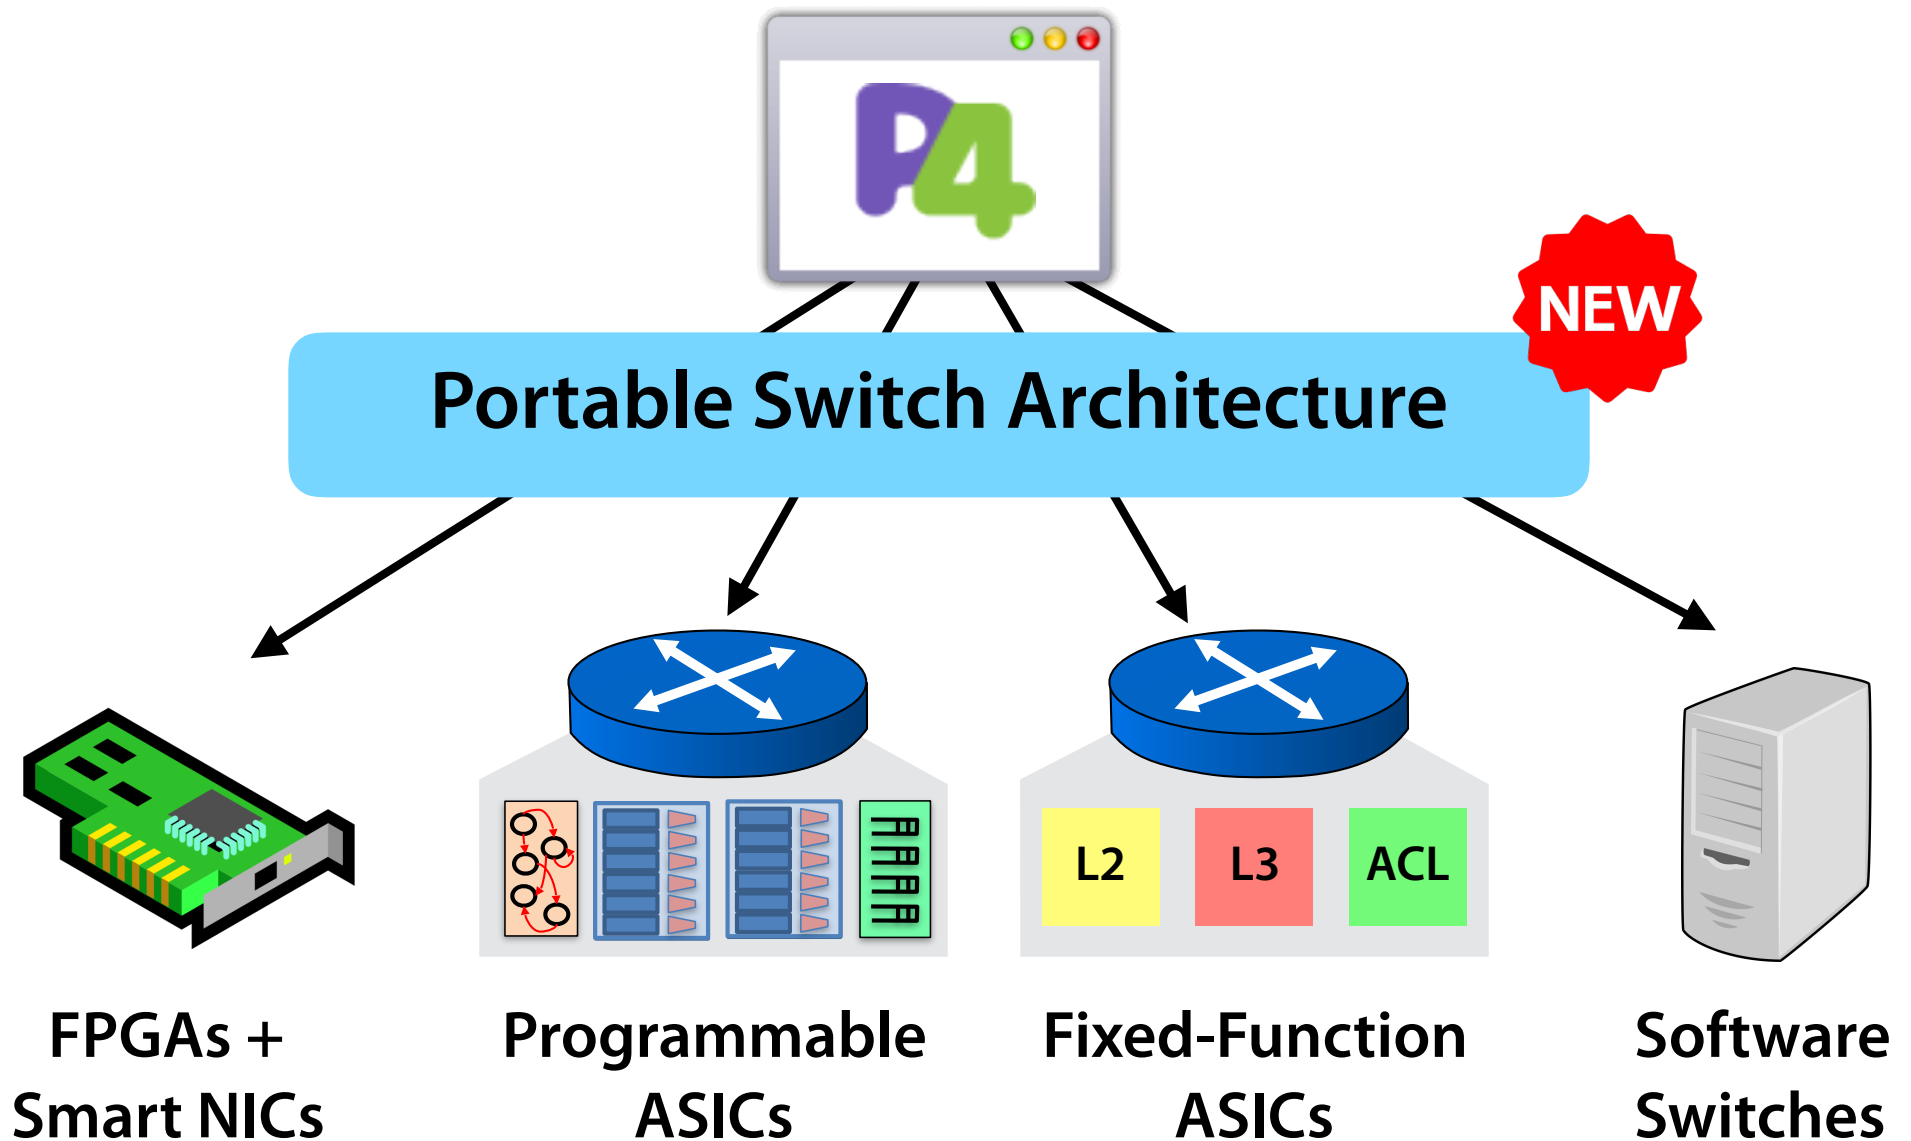 P4
NEW
Portable Switch Architecture
L2
L3
ACL
FPGAs +
Smart NICs
Programmable
ASICs
Fixed-Function
ASICs
Software
Switches